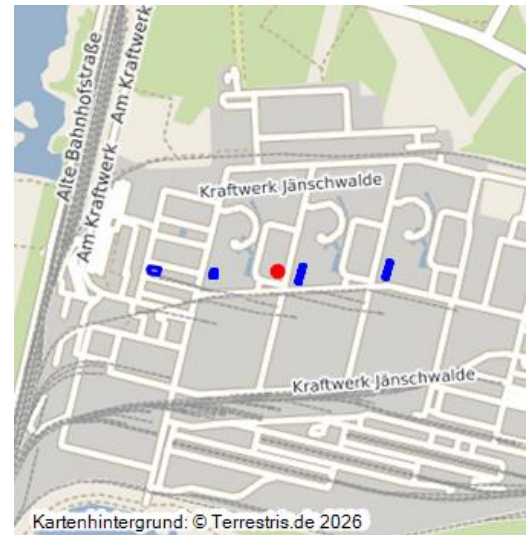 Alte Bahnhofstraße
Am Kraftwerk – Am Kraftwerk
Kraftwerk Jänschwalde
Kraftwerk Jänschwalde
Kartenhintergrund: © Terrestris.de 2026